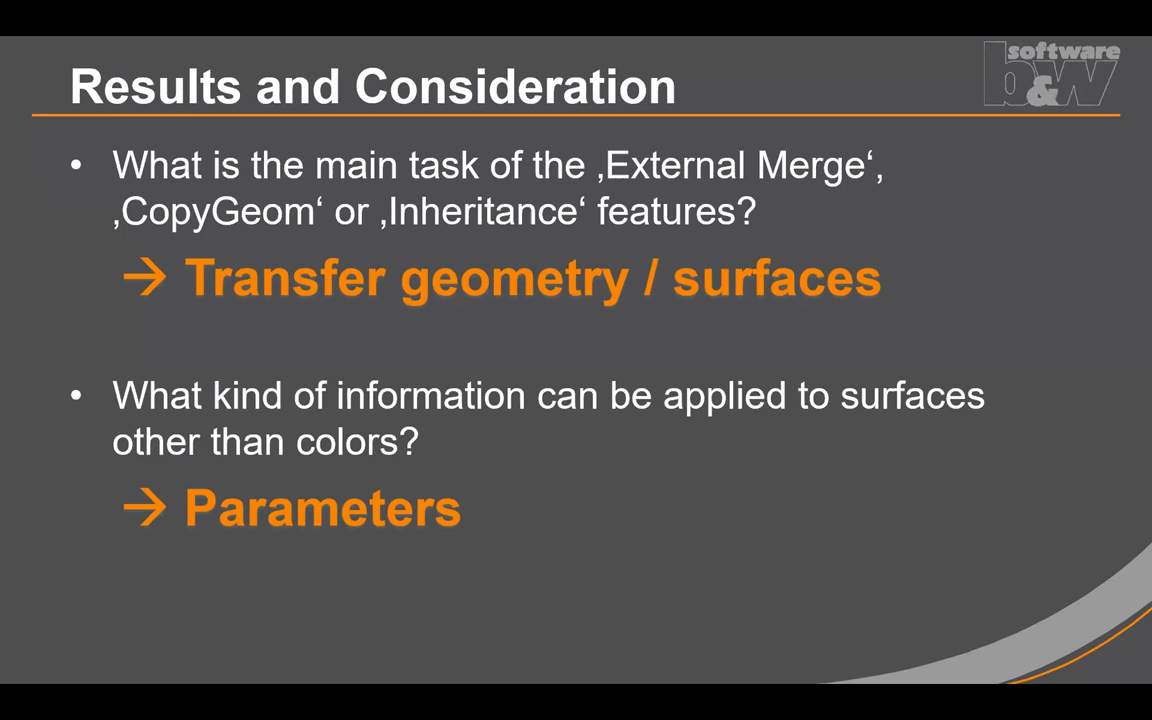 software
b&w
Results and Consideration
• What is the main task of the ‚External Merge‘,
‚CopyGeom‘ or ‚Inheritance‘ features?
→ Transfer geometry / surfaces
• What kind of information can be applied to surfaces
other than colors?
→ Parameters